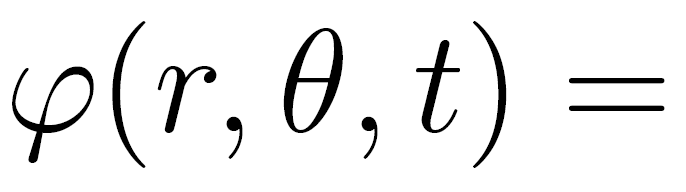 φ(r, θ, t) =